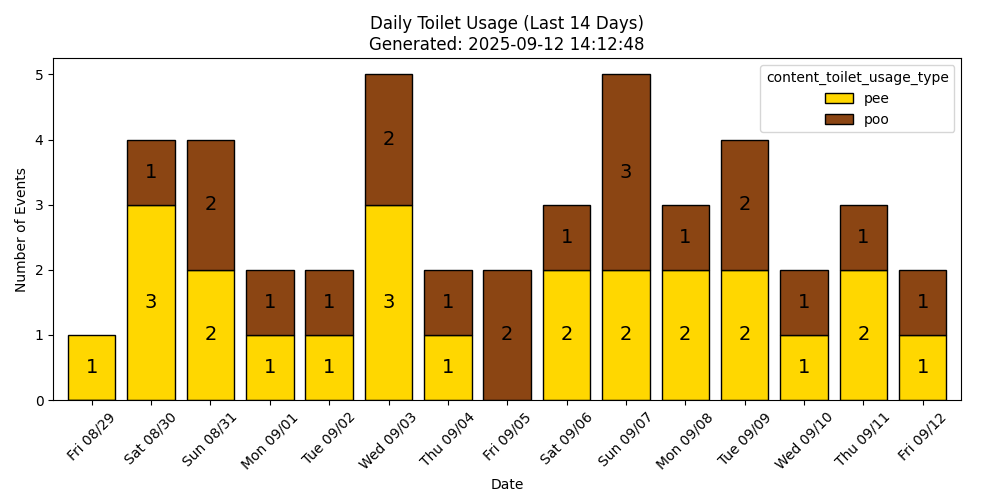 Daily Toilet Usage (Last 14 Days)
Generated: 2025-09-12 14:12:48
content_toilet_usage_type
pee
poo
Number of Events
5
4
3
2
1
0
1
3
1
2
2
1
1
1
1
3
2
1
1
2
2
1
2
3
2
1
2
2
1
1
2
1
1
1
Fri 08/29
Sat 08/30
Sun 08/31
Mon 09/01
Tue 09/02
Wed 09/03
Thu 09/04
Fri 09/05
Sat 09/06
Sun 09/07
Mon 09/08
Tue 09/09
Wed 09/10
Thu 09/11
Fri 09/12
Date